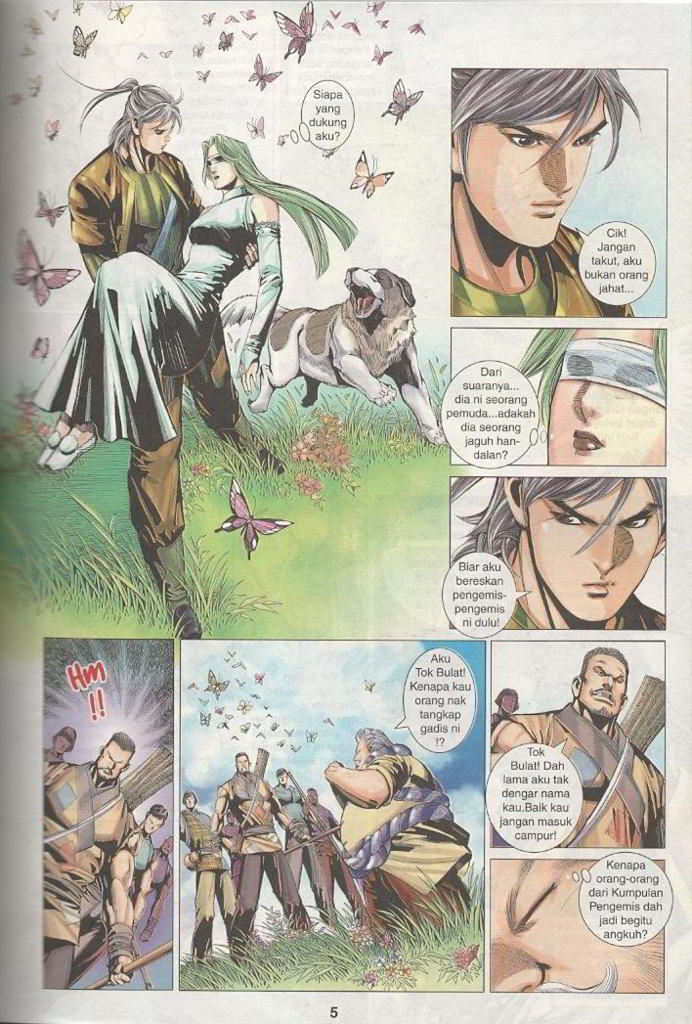 Siapa
yang
dukung
aku?
Cik!
Jangan
takut, aku
bukan orang
jahat...
Dari
suaranya...
dia ni seorang
pemuda...adakah
dia seorang
jaguh han-
dalan?
Biar aku
bereskan
pengemis-
pengemis
ni dulu!
Hm
!!
Aku
Tok Bulat!
Kenapa kau
orang nak
tangkap
gadis ni
!?
Tok
Bulat! Dah
lama aku tak
dengar nama
kau.Baik kau
jangan masuk
campur!
Kenapa
orang-orang
dari Kumpulan
Pengemis dah
jadi begitu
angkuh?
5